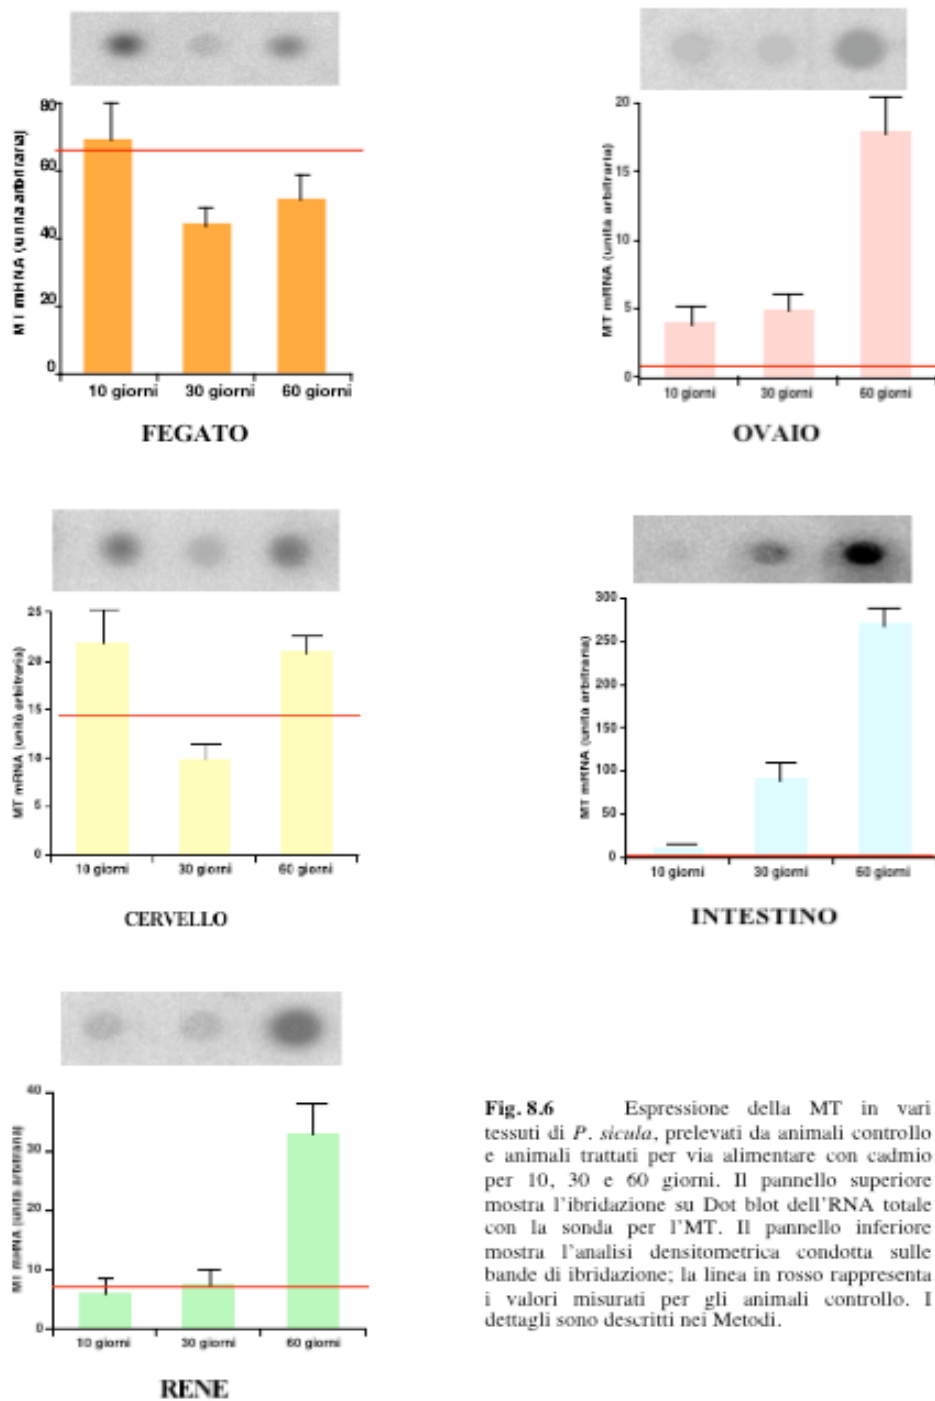 80
60
40
20
0
MT mRNA (unità arbitraria)
10 giorni 30 giorni 60 giorni
FEGATO
20
15
10
5
0
MT mRNA (unità arbitraria)
10 giorni 30 giorni 60 giorni
OVAIO
25
20
15
10
5
0
MT mRNA (unità arbitraria)
10 giorni 30 giorni 60 giorni
CERVELLO
300
250
200
150
100
50
0
MT mRNA (unità arbitraria)
10 giorni 30 giorni 60 giorni
INTESTINO
40
30
20
10
0
MT mRNA (unità arbitraria)
10 giorni 30 giorni 60 giorni
RENE
Fig. 8.6 Espressione della MT in vari
tessuti di P. sicula, prelevati da animali controllo
e animali trattati per via alimentare con cadmio
per 10, 30 e 60 giorni. Il pannello superiore
mostra l'ibridazione su Dot blot dell'RNA totale
con la sonda per l'MT. Il pannello inferiore
mostra l'analisi densitometrica condotta sulle
bande di ibridazione; la linea in rosso rappresenta
i valori misurati per gli animali controllo. I
dettagli sono descritti nei Metodi.